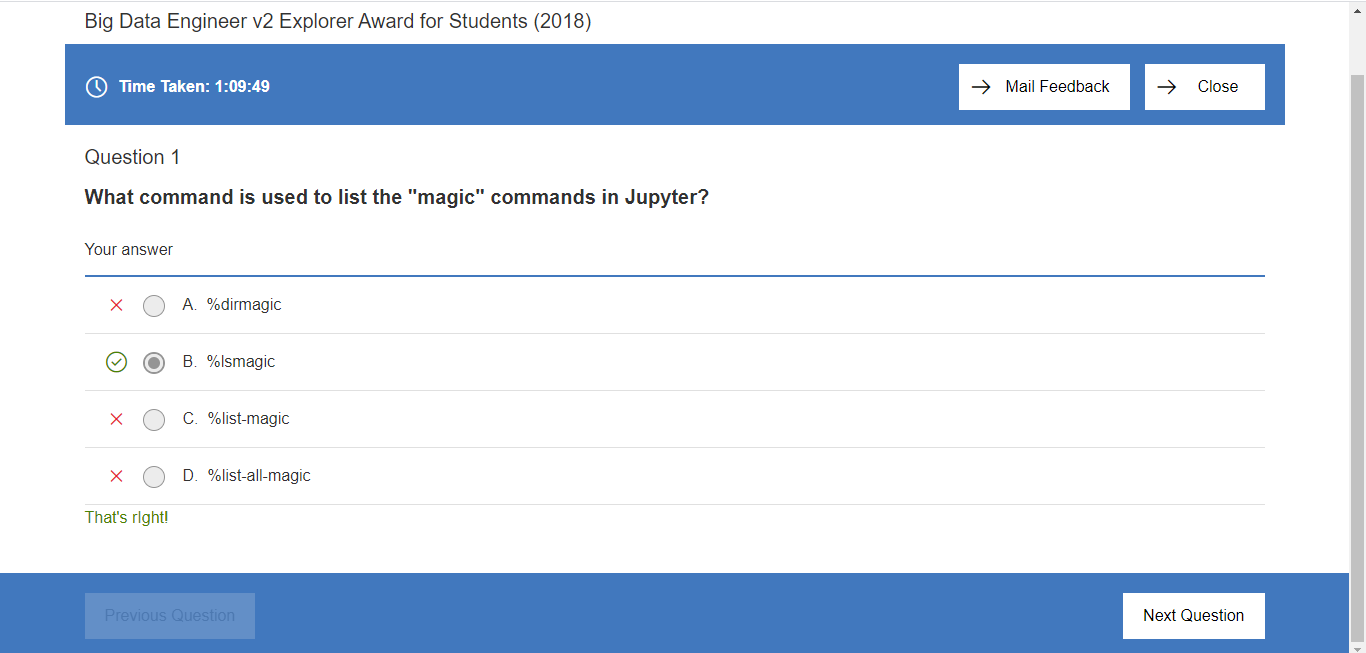 Big Data Engineer v2 Explorer Award for Students (2018)
Time Taken: 1:09:49
Mail Feedback
Close
Question 1
What command is used to list the "magic" commands in Jupyter?
Your answer
A. %dirmagic
B. %lsmagic
C. %list-magic
D. %list-all-magic
That's rIght!
Previous Question
Next Question